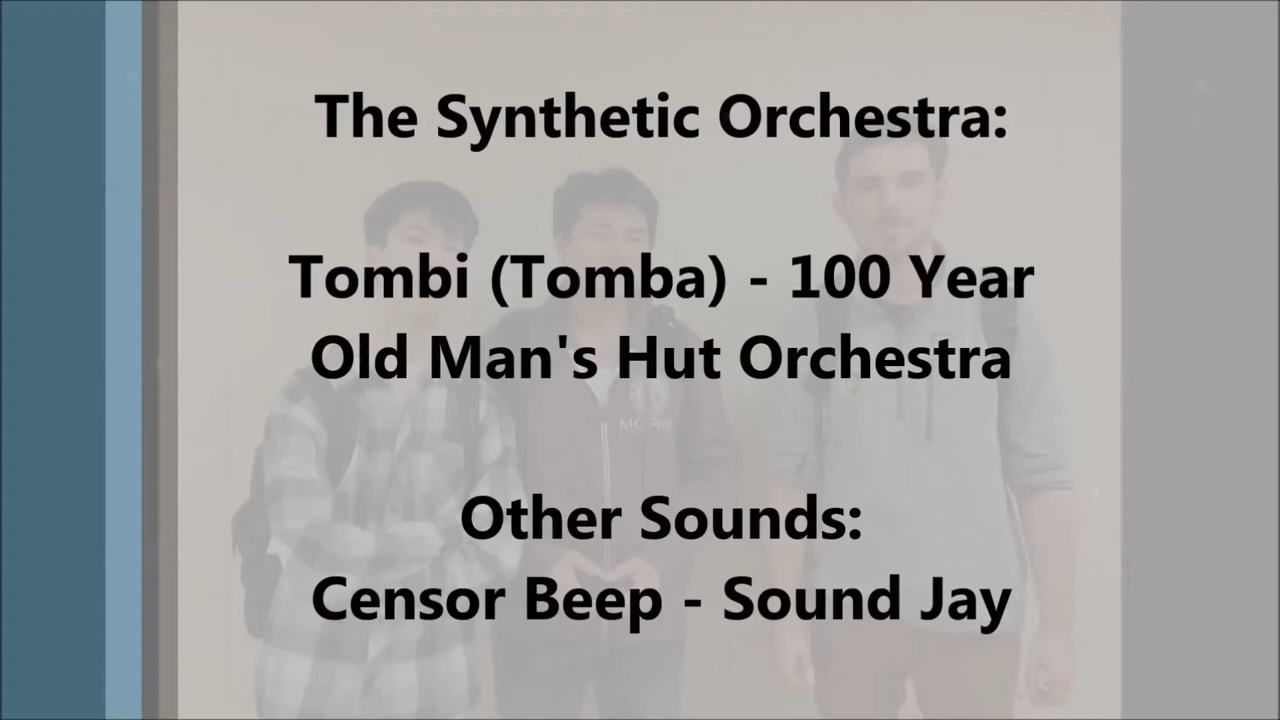 The Synthetic Orchestra:
Tombi (Tomba) - 100 Year
Old Man's Hut Orchestra
Other Sounds:
Censor Beep - Sound Jay